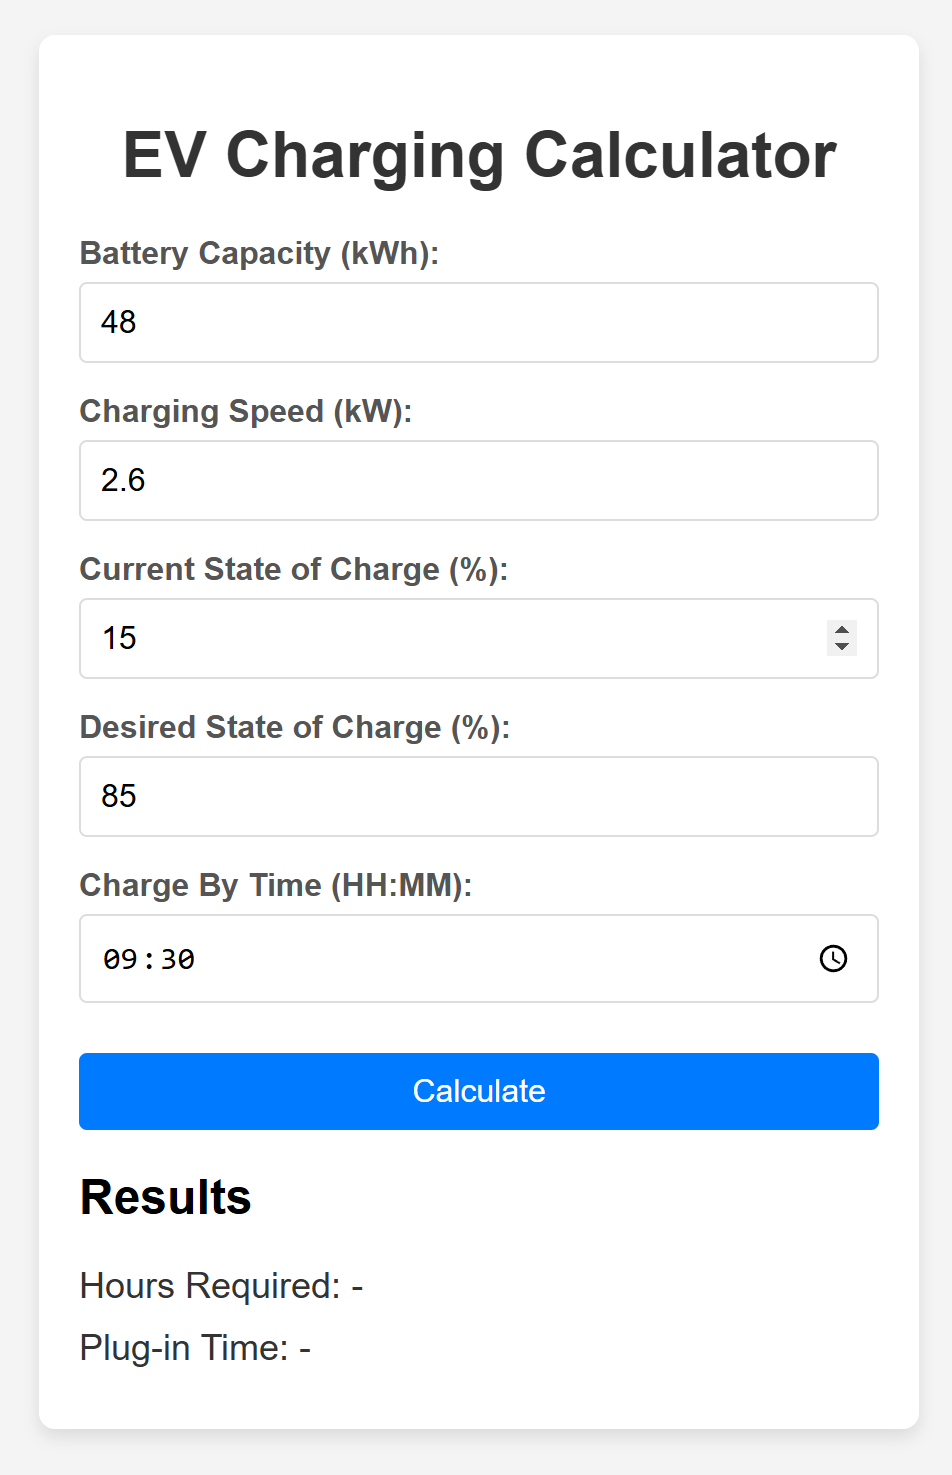 EV Charging Calculator
Battery Capacity (kWh):
48
Charging Speed (kW):
2.6
Current State of Charge (%):
15
Desired State of Charge (%):
85
Charge By Time (HH:MM):
09:30
Calculate
Results
Hours Required: -
Plug-in Time: -